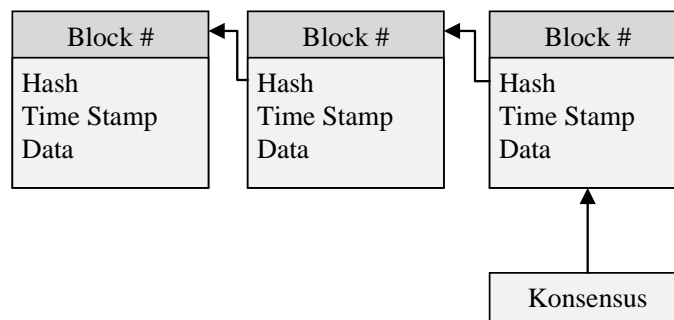 Block #
Hash
Time Stamp
Data
Block #
Hash
Time Stamp
Data
Block #
Hash
Time Stamp
Data
Konsensus